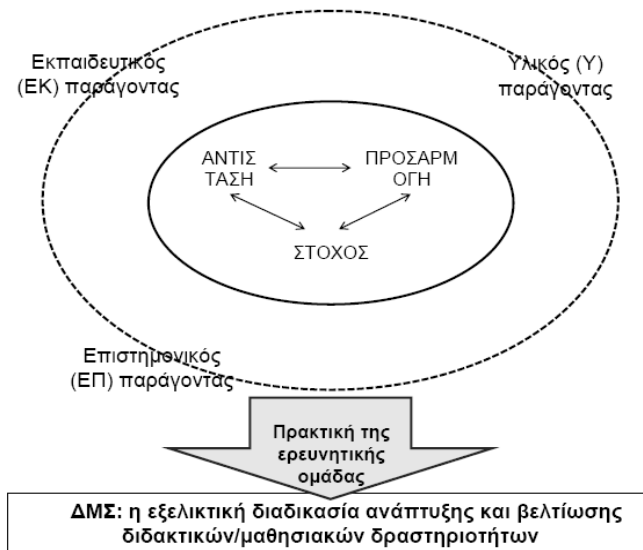 Εκπαιδευτικός
(ΕΚ) παράγοντας
Υλικός (Υ)
παράγοντας
ΑΝΤΙΣ
ΤΑΣΗ
ΠΡΟΣΑΡΜ
ΟΓΗ
ΣΤΟΧΟΣ
Επιστημονικός
(ΕΠ) παράγοντας
Πρακτική της
ερευνητικής
ομάδας
ΔΜΣ: η εξελικτική διαδικασία ανάπτυξης και βελτίωσης
διδακτικών/μαθησιακών δραστηριοτήτων